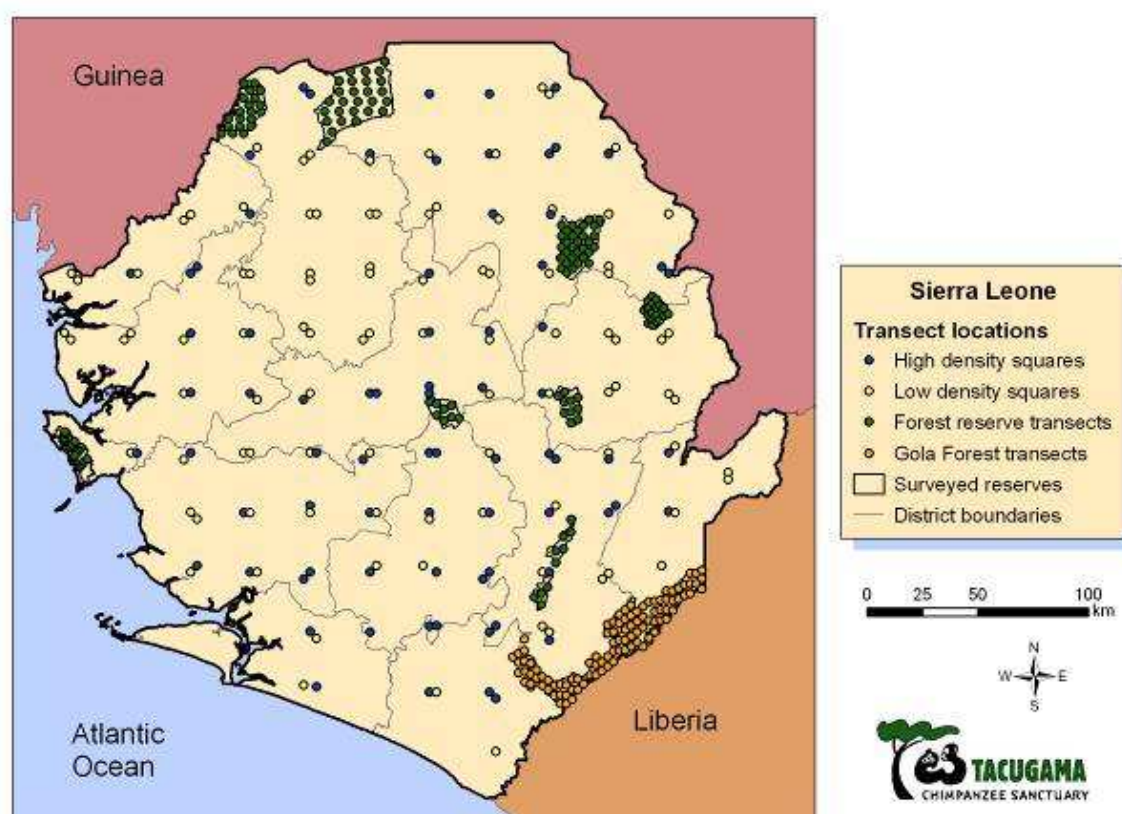 Guinea
Atlantic
Ocean
Liberia
Sierra Leone
Transect locations
High density squares
Low density squares
Forest reserve transects
Gola Forest transects
Surveyed reserves
District boundaries
0 25 50 100
km
N
W E
S
TACUGAMA
CHIMPANZEE SANCTUARY